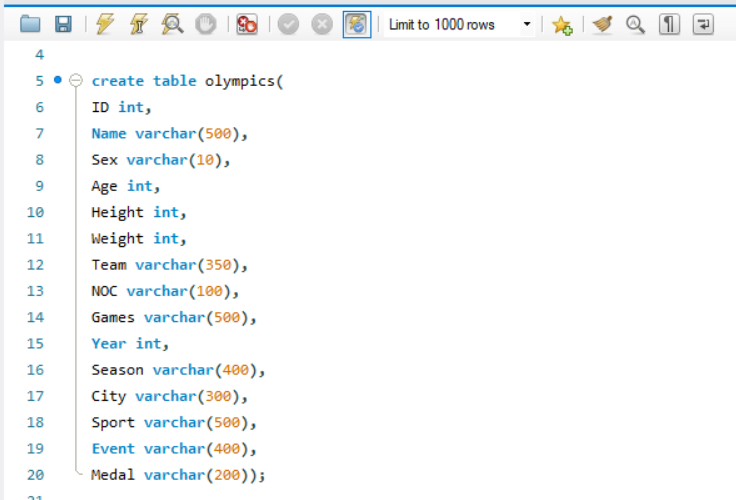 Limit to 1000 rows
4
5 create table olympics(
6 ID int,
7 Name varchar(500),
8 Sex varchar(10),
9 Age int,
10 Height int,
11 Weight int,
12 Team varchar(350),
13 NOC varchar(100),
14 Games varchar(500),
15 Year int,
16 Season varchar(400),
17 City varchar(300),
18 Sport varchar(500),
19 Event varchar(400),
20 Medal varchar(200));
21